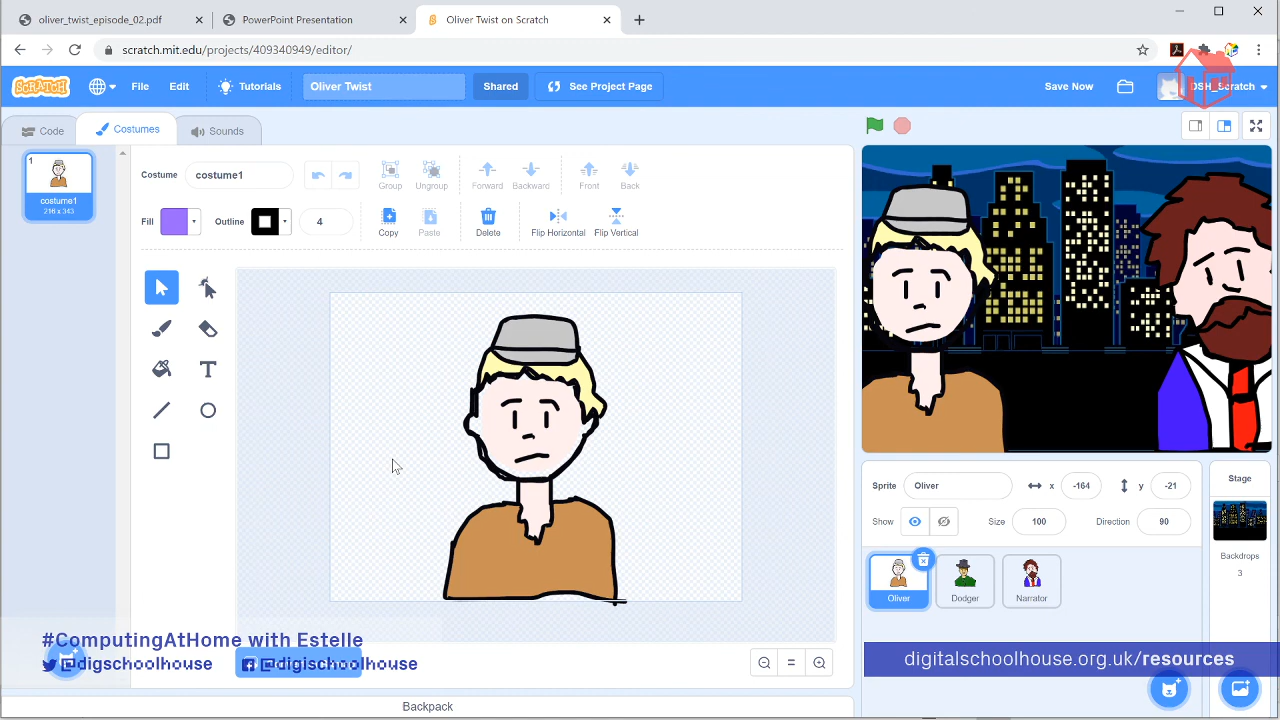 oliver_twist_episode_02.pdf
PowerPoint Presentation
Oliver Twist on Scratch
scratch.mit.edu/projects/409340949/editor/
SCRATCH
File
Edit
Tutorials
Oliver Twist
Shared
See Project Page
Save Now
DSH_Scratch
Code
Costumes
Sounds
1
costume1
216 x 343
Costume
costume1
Group
Ungroup
Forward
Backward
Front
Back
Fill
Outline
4
Copy
Paste
Delete
Flip Horizontal
Flip Vertical
Sprite
Oliver
x
-164
y
-21
Show
Size
100
Direction
90
Oliver
Dodger
Narrator
Stage
Backdrops
3
#ComputingAtHome with Estelle
@digschoolhouse
@digischoolhouse
digitalschoolhouse.org.uk/resources
Backpack